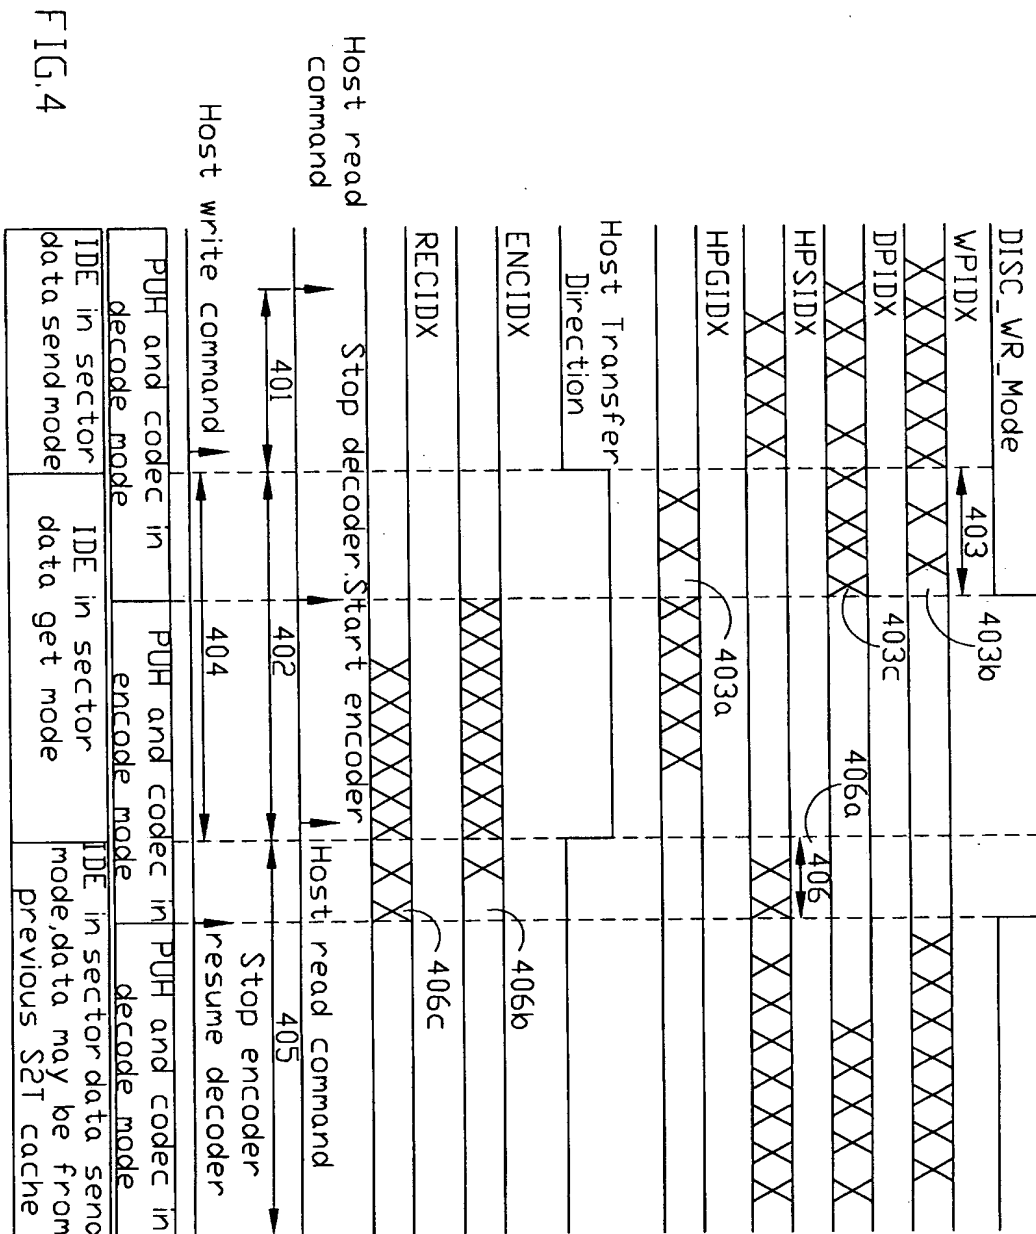 DISC_WR_Mode
WPIDX
403
403b
DPIDX
403c
406a
HPSIDX
406
HPGIDX
403a
Host Transfer
Direction
ENCIDX
406b
RECIDX
406c
Host read
command
Stop decoder.Start encoder
Host read command
401
402
405
Stop encoder
resume decoder
Host write command
404
PUH and codec in
decode mode
PUH and codec in
encode mode
PUH and codec in
decode mode
IDE in sector
data send mode
IDE in sector
data get mode
IDE in sector data send
mode,data may be from
previous S2T cache
FIG.4